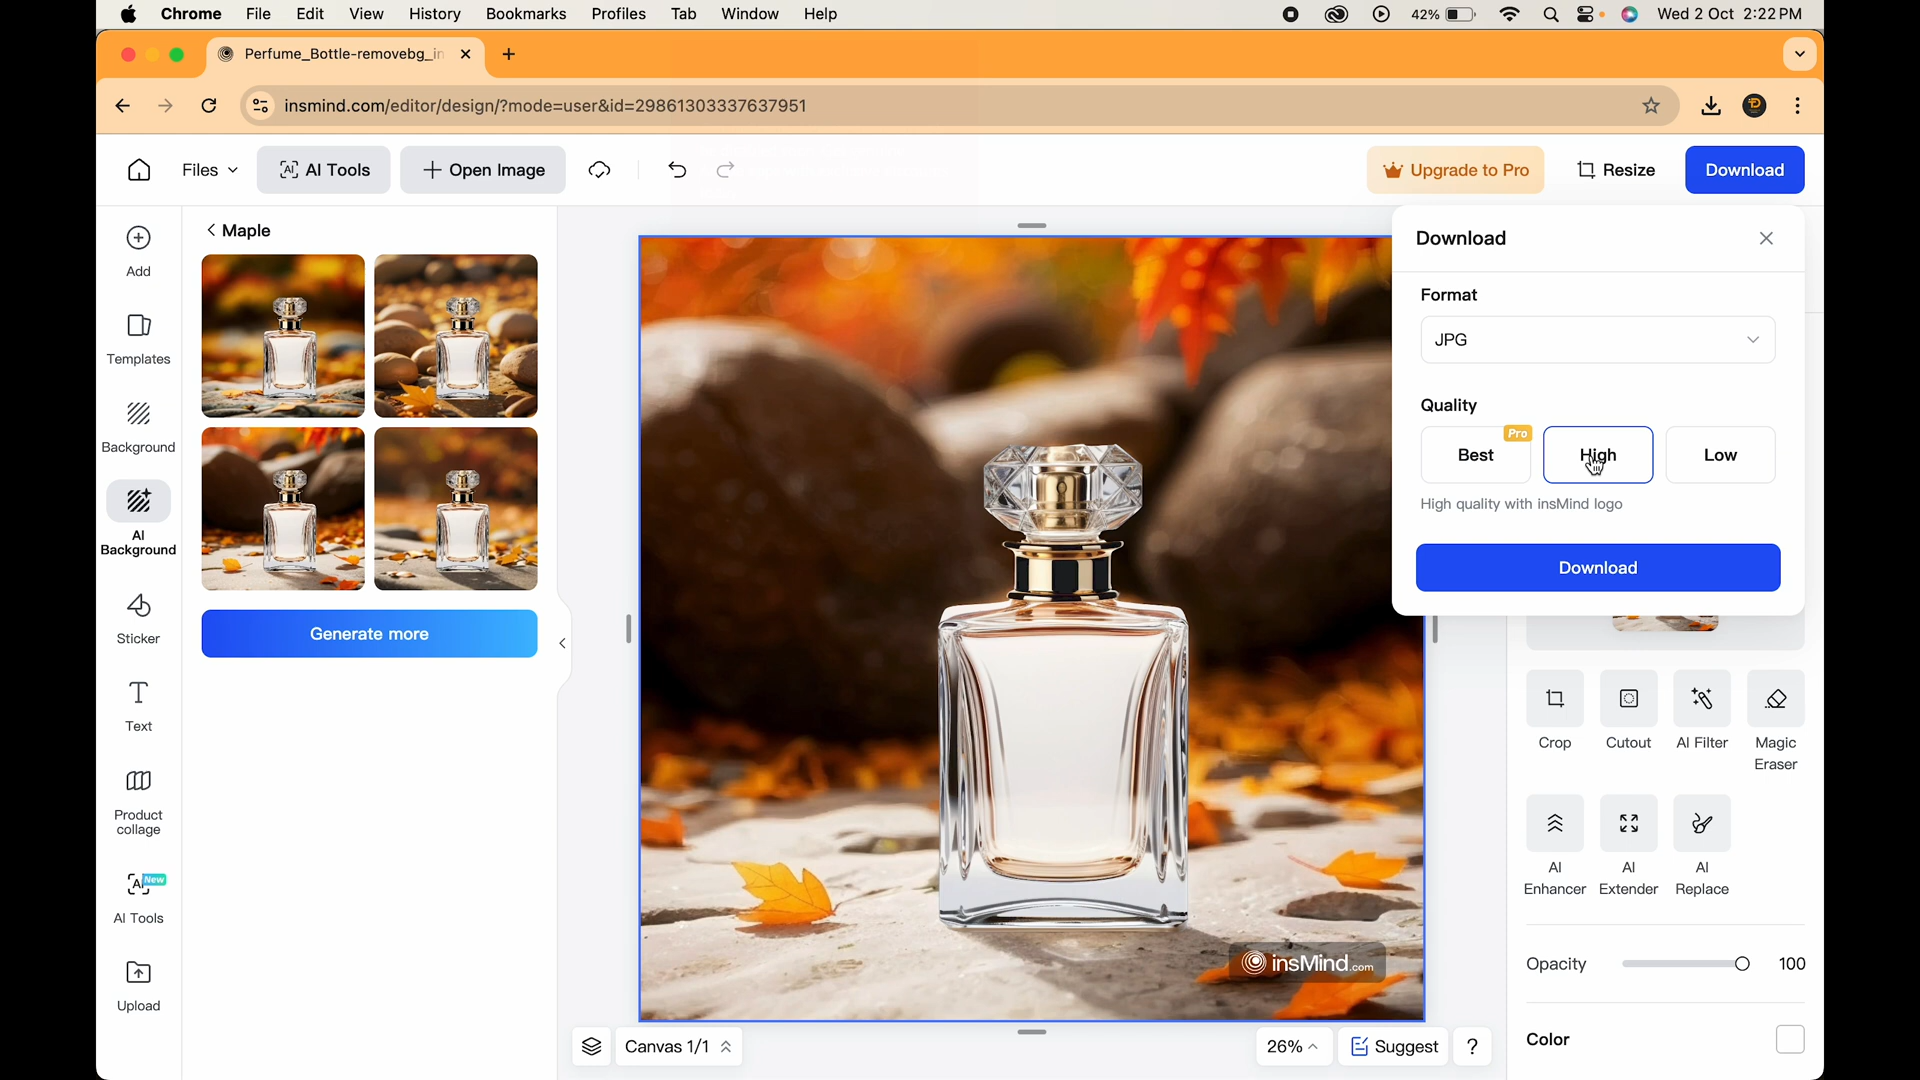 Chrome File Edit View History Bookmarks Profiles Tab Window Help 42% Wed 2 Oct 2:22 PM
Perfume_Bottle-removebg_in
insmind.com/editor/design/?mode=user&id=29861303337637951
Files AI Tools Open Image Upgrade to Pro Resize Download
Add
Templates
Background
AI
Background
Sticker
Text
Product
collage
AI New
AI Tools
Upload
Maple
Generate more
insMind.com
Canvas 1/1 26% Suggest ?
Download
Format
JPG
Quality
Pro
Best High Low
High quality with insMind logo
Download
Crop Cutout AI Filter Magic
Eraser
AI AI AI
Enhancer Extender Replace
Opacity 100
Color